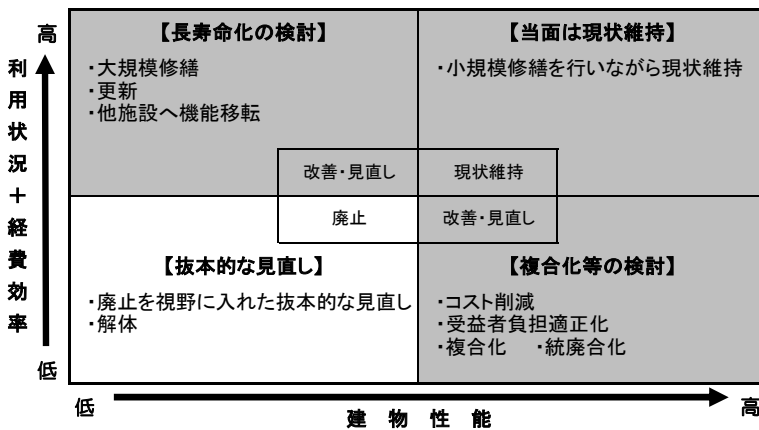 高
利用状況＋経費効率
低
【長寿命化の検討】
・大規模修繕
・更新
・他施設へ機能移転
【当面は現状維持】
・小規模修繕を行いながら現状維持
改善・見直し
現状維持
廃止
改善・見直し
【抜本的な見直し】
・廃止を視野に入れた抜本的な見直し
・解体
【複合化等の検討】
・コスト削減
・受益者負担適正化
・複合化　・統廃合化
低
建物性能
高